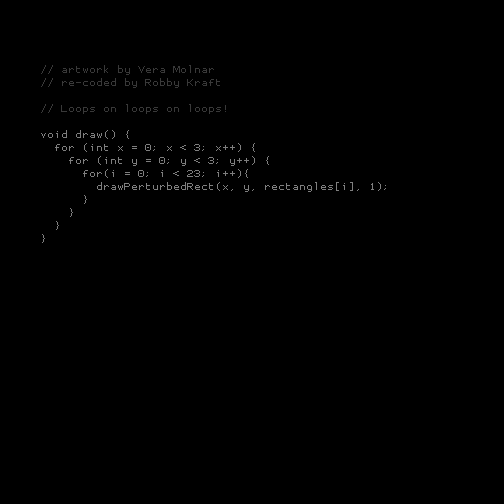 // artwork by Vera Molnar
// re-coded by Robby Kraft

// Loops on loops on loops!

void draw() {
  for (int x = 0; x < 3; x++) {
    for (int y = 0; y < 3; y++) {
      for(i = 0; i < 23; i++){
        drawPerturbedRect(x, y, rectangles[i], 1);
      }
    }
  }
}